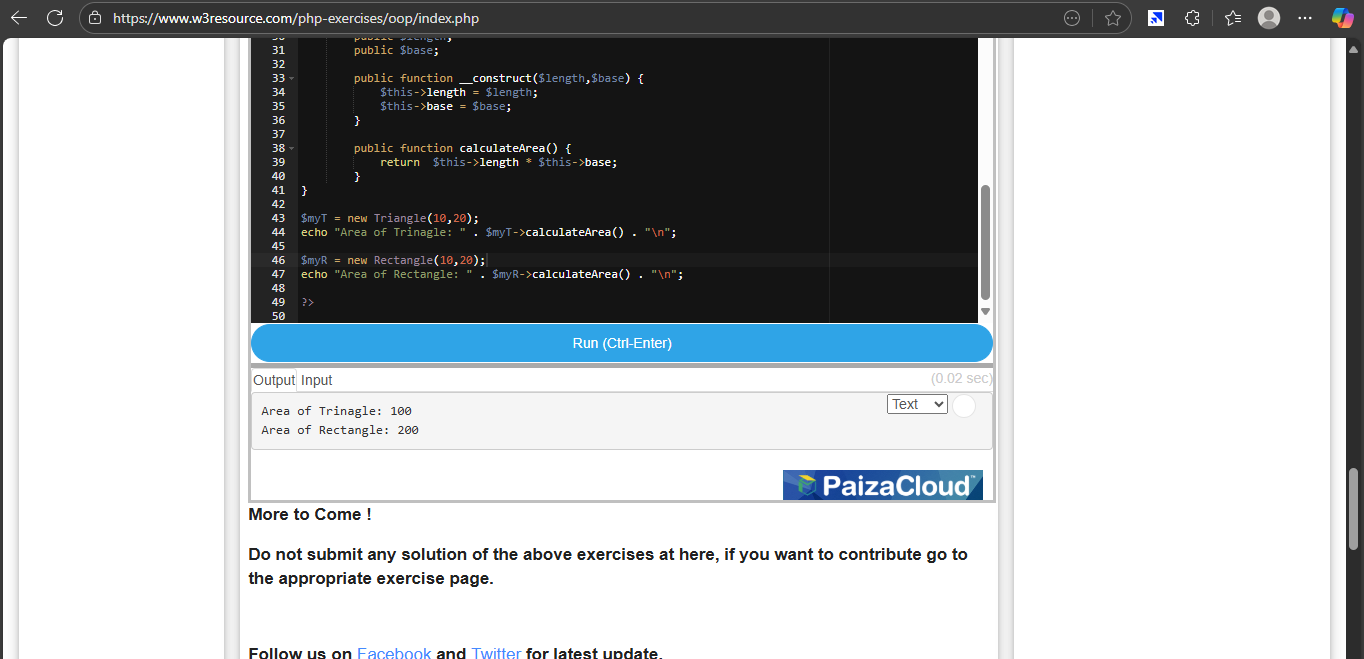 https://www.w3resource.com/php-exercises/oop/index.php
30 public $length;
31 public $base;
32
33 public function __construct($length,$base) {
34 $this->length = $length;
35 $this->base = $base;
36 }
37
38 public function calculateArea() {
39 return  $this->length * $this->base;
40 }
41 }
42
43 $myT = new Triangle(10,20);
44 echo "Area of Trinagle: " . $myT->calculateArea() . "\n";
45
46 $myR = new Rectangle(10,20);
47 echo "Area of Rectangle: " . $myR->calculateArea() . "\n";
48
49 ?>
50
Run (Ctrl-Enter)
Output Input (0.02 sec)
Text
Area of Trinagle: 100
Area of Rectangle: 200
PaizaCloud™
More to Come !
Do not submit any solution of the above exercises at here, if you want to contribute go to
the appropriate exercise page.
Follow us on Facebook and Twitter for latest update.